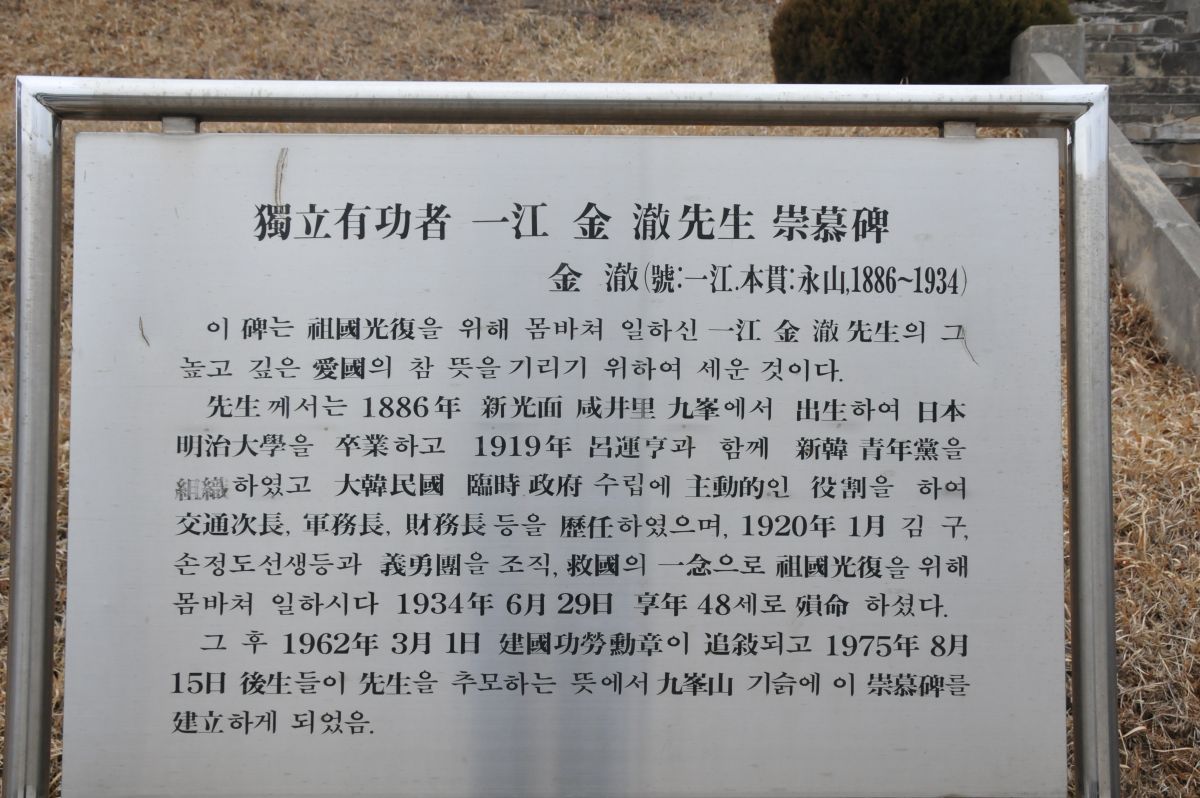 獨立有功者 一江 金 澈先生 崇慕碑
金 澈(號:一江.本貫:永山,1886~1934)
이 碑는 祖國光復을 위해 몸바쳐 일하신 一江 金 澈 先生의 그
높고 깊은 愛國의 참 뜻을 기리기 위하여 세운 것이다.
先生께서는 1886年 新光面 咸井里 九峯에서 出生하여 日本
明治大學을 卒業하고 1919年 呂運亨과 함께 新韓 青年黨을
組織하였고 大韓民國 臨時 政府 수립에 主動的인 役割을 하여
交通次長, 軍務長, 財務長 등을 歷任하였으며, 1920年 1月 김 구,
손정도선생등과 義勇團을 조직, 救國의 一念으로 祖國光復을 위해
몸바쳐 일하시다 1934年 6月 29日 享年 48세로 殞命 하셨다.
그 후 1962年 3月 1日 建國功勞勳章이 追敍되고 1975年 8月
15日 後生들이 先生을 추모하는 뜻에서 九峯山 기슭에 이 崇慕碑를
建立하게 되었음.